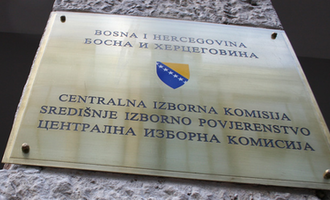 BOSNA I HERCEGOVINA
БОСНА И ХЕРЦЕГОВИНА
CENTRALNA IZBORNA KOMISIJA
SREDIŠNJE IZBORNO POVJERENSTVO
ЦЕНТРАЛНА ИЗБОРНА КОМИСИЈА